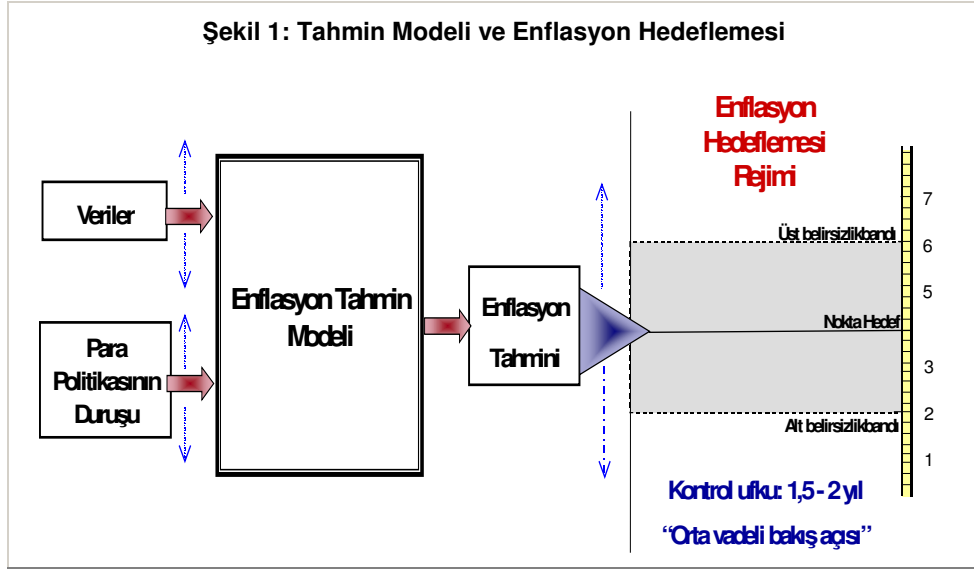 Şekil 1: Tahmin Modeli ve Enflasyon Hedeflemesi
Veriler
Para
Politikasının
Duruşu
Enflasyon Tahmin
Modeli
Enflasyon
Tahmini
Enflasyon
Hedeflemesi
Rejimi
Üst belirsizlikbandı
Nokta Hedef
Alt belirsizlikbandı
7
6
5
3
2
1
Kontrol ufku: 1,5 - 2 yıl
“Orta vadeli bakış açısı”